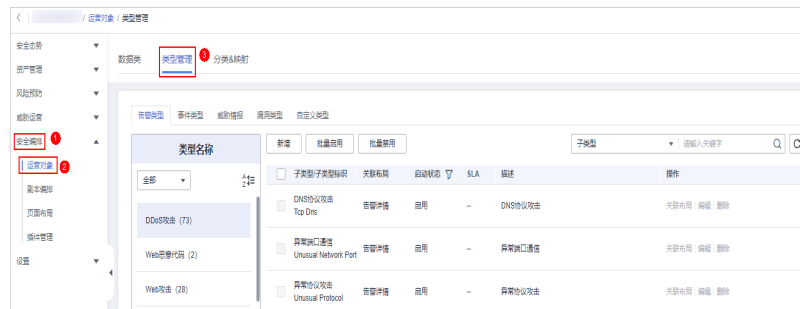 / 运营对象 / 类型管理
安全态势
资产管理
风险预防
威胁运营
安全编排 1
运营对象 2
剧本编排
页面布局
插件管理
设置
数据类 类型管理 3 分类&映射
告警类型 事件类型 威胁情报 漏洞类型 自定义类型
类型名称
全部
DDoS攻击 (73)
Web恶意代码 (2)
Web攻击 (28)
新增 批量启用 批量禁用 子类型 请输入关键字
子类型/子类型标识 关联布局 启动状态 SLA 描述 操作
DNS协议攻击 告警详情 启用 -- DNS协议攻击 关联布局 编辑 删除
Tcp Dns
异常端口通信 告警详情 启用 -- 异常端口通信 关联布局 编辑 删除
Unusual Network Port
异常协议攻击 告警详情 启用 -- 异常协议攻击 关联布局 编辑 删除
Unusual Protocol